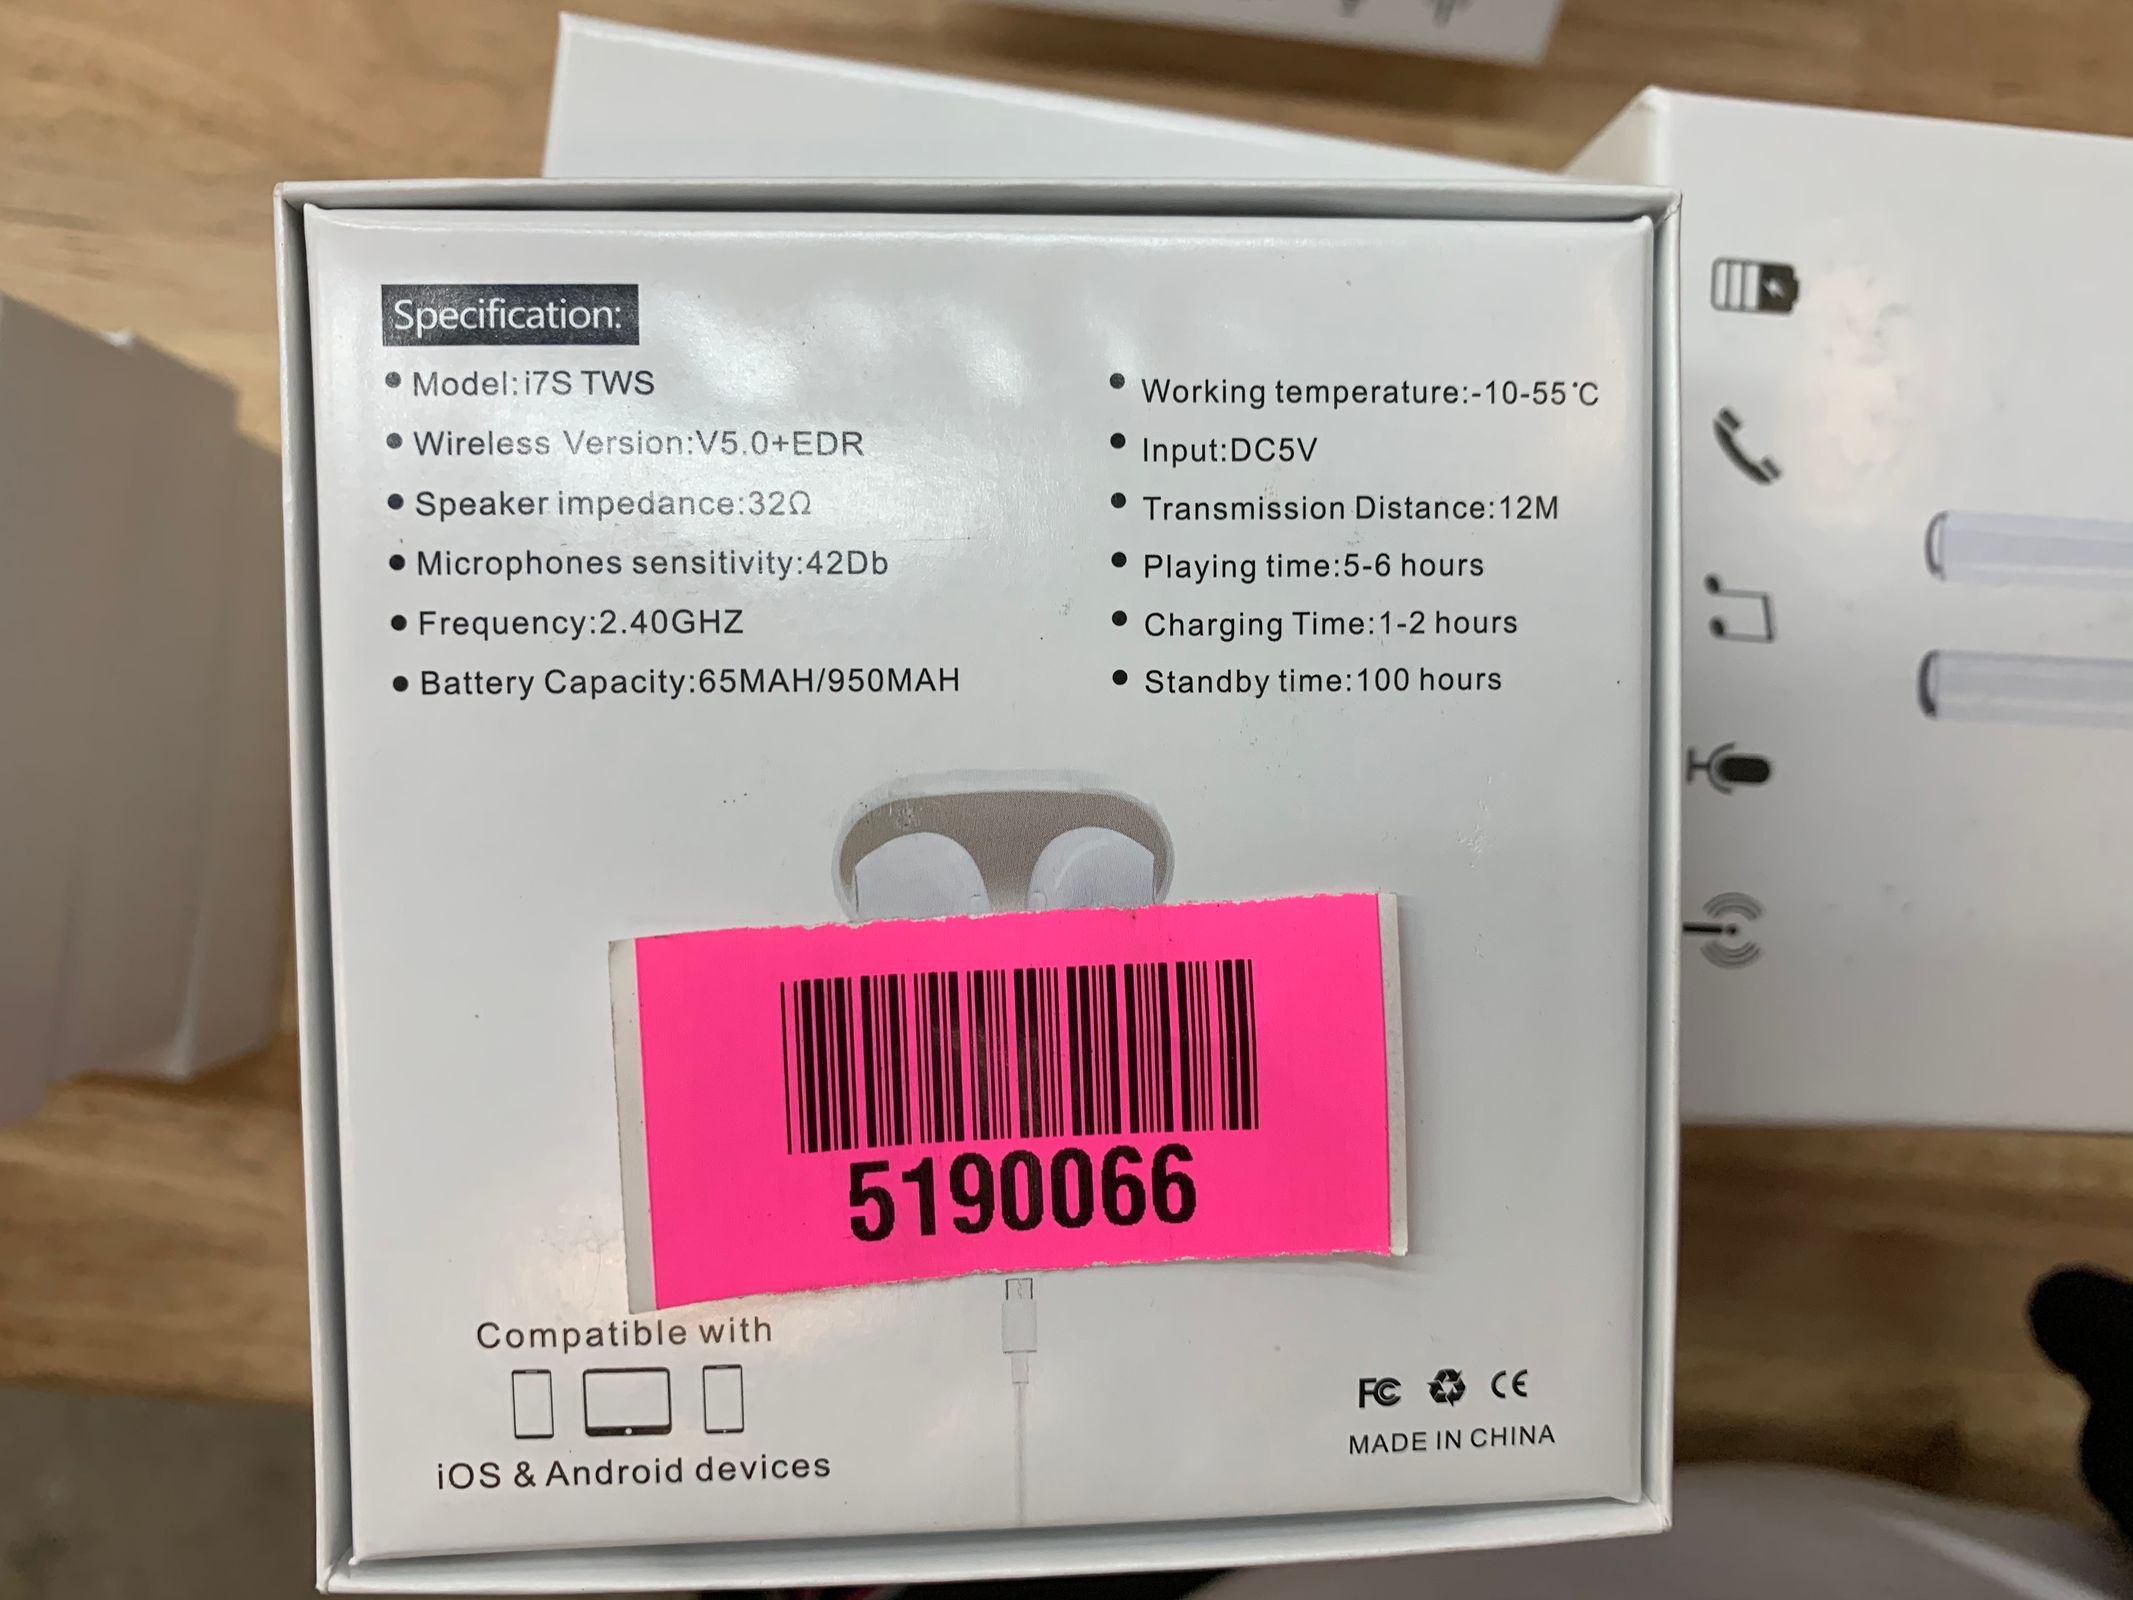 Specification:
Model:i7S TWS
Wireless Version:V5.0+EDR
Speaker impedance:32Ω
Microphones sensitivity:42Db
Frequency:2.40GHZ
Battery Capacity:65MAH/950MAH
Working temperature:-10-55℃
Input:DC5V
Transmission Distance:12M
Playing time:5-6 hours
Charging Time:1-2 hours
Standby time:100 hours
5190066
Compatible with
iOS & Android devices
FC CE
MADE IN CHINA